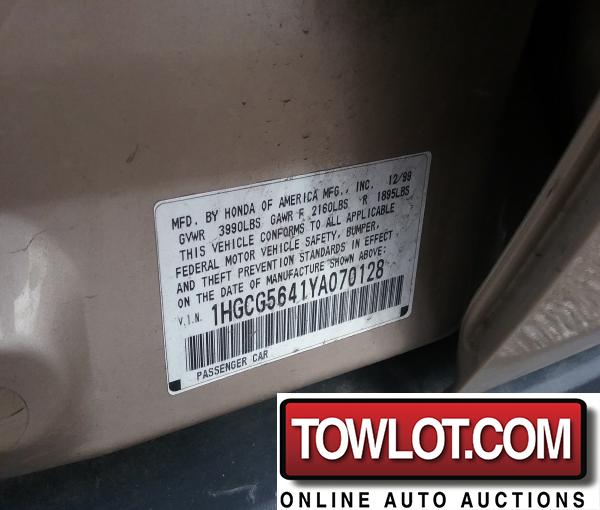 MFD. BY HONDA OF AMERICA MFG., INC. 12/99
GVWR 3990LBS GAWR F 2160LBS R 1895LBS
THIS VEHICLE CONFORMS TO ALL APPLICABLE
FEDERAL MOTOR VEHICLE SAFETY, BUMPER,
AND THEFT PREVENTION STANDARDS IN EFFECT
ON THE DATE OF MANUFACTURE SHOWN ABOVE:
V.I.N. 1HGCG5641YA070128
PASSENGER CAR
TOWLOT.COM
ONLINE AUTO AUCTIONS